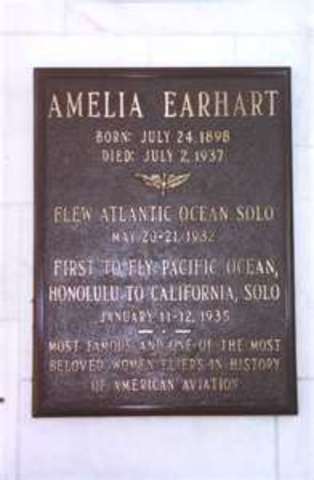 AMELIA EARHART
BORN: JULY 24, 1898
DIED: JULY 2, 1937
FLEW ATLANTIC OCEAN SOLO
MAY 20-21, 1932
FIRST TO FLY PACIFIC OCEAN,
HONOLULU TO CALIFORNIA, SOLO
JANUARY 11-12, 1935
MOST FAMOUS AND ONE OF THE MOST
BELOVED WOMEN FLIERS IN HISTORY
OF AMERICAN AVIATION